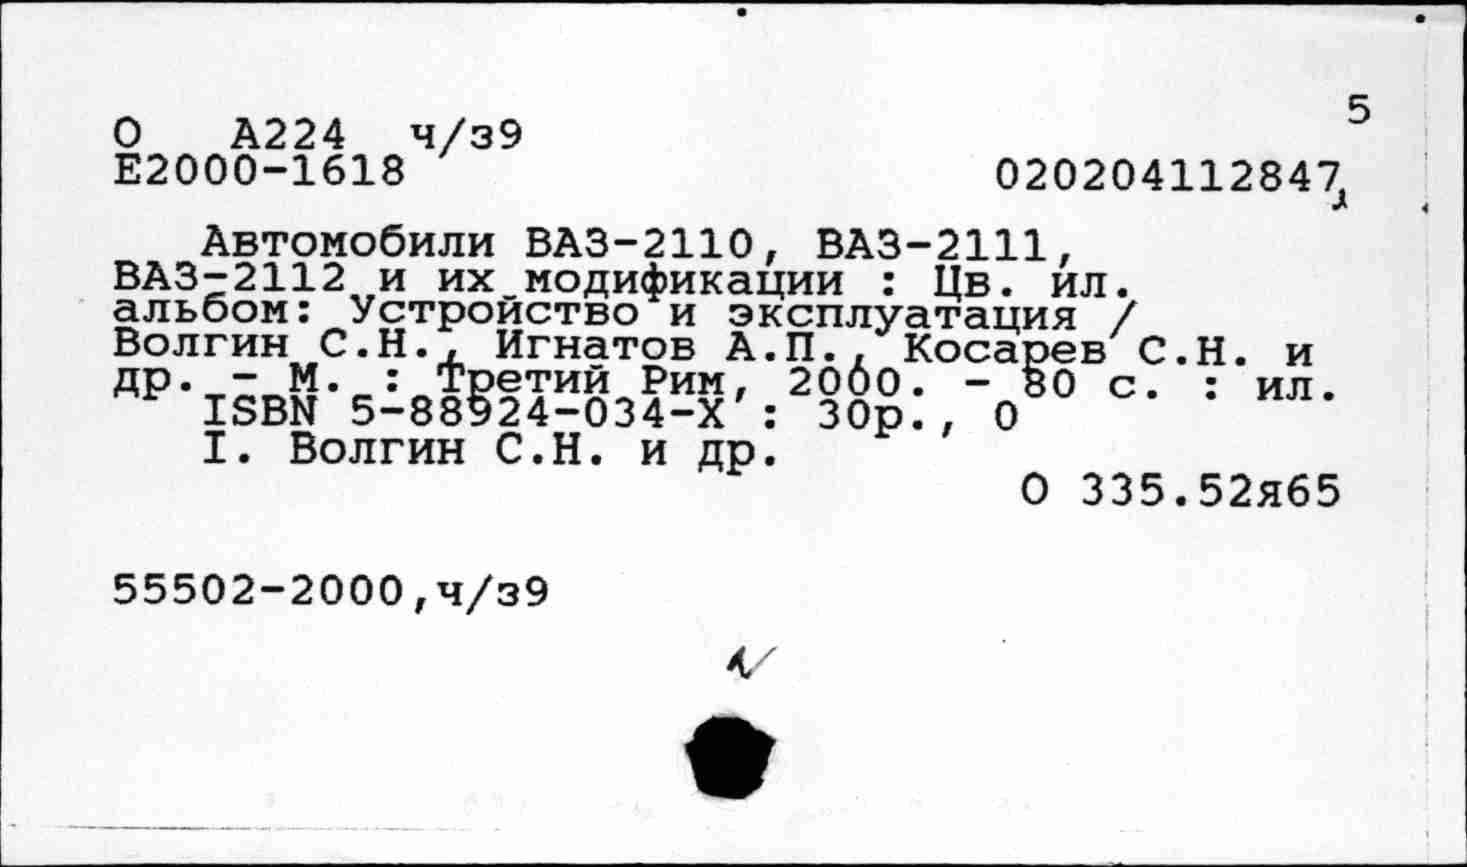 5
О А224 ч/з9
Е2000-1618 020204112847
Автомобили ВАЗ-2110, ВАЗ-2111,
ВАЗ-2112 и их модификации : Цв. ил.
альбом: Устройство и эксплуатация /
Волгин С.Н., Игнатов А.П., Косарев С.Н. и
др. - М. : Третий Рим, 2000. - 80 с. : ил.
ISBN 5-88924-034-X : 30р., 0
I. Волгин С.Н. и др.
О 335.52я65
55502-2000,ч/з9